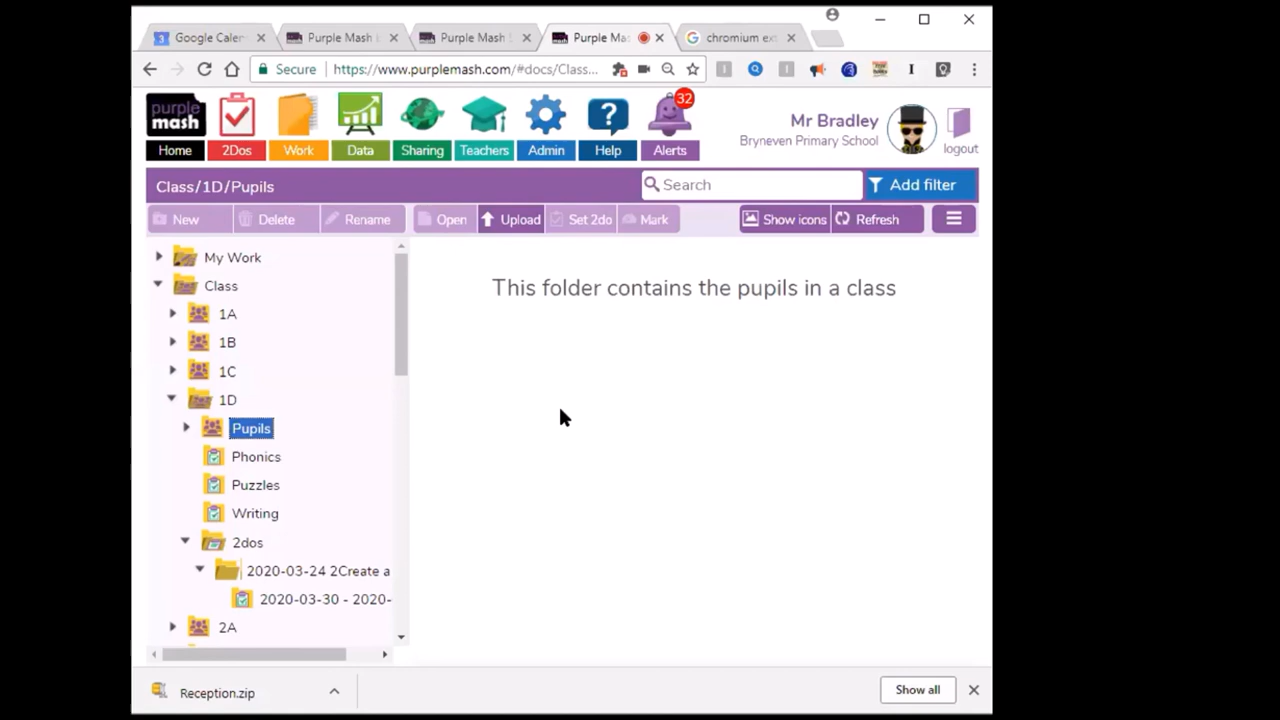 Google Caler
Purple Mash
Purple Mash
Purple Mas
chromium ext
Secure
https://www.purplemash.com/#docs/Class...
purple
mash
32
Mr Bradley
Bryneven Primary School
logout
Home
2Dos
Work
Data
Sharing
Teachers
Admin
Help
Alerts
Class/1D/Pupils
Search
Add filter
New
Delete
Rename
Open
Upload
Set 2do
Mark
Show icons
Refresh
My Work
This folder contains the pupils in a class
Class
1A
1B
1C
1D
Pupils
Phonics
Puzzles
Writing
2dos
2020-03-24 2Create a
2020-03-30 - 2020-
2A
Reception.zip
Show all